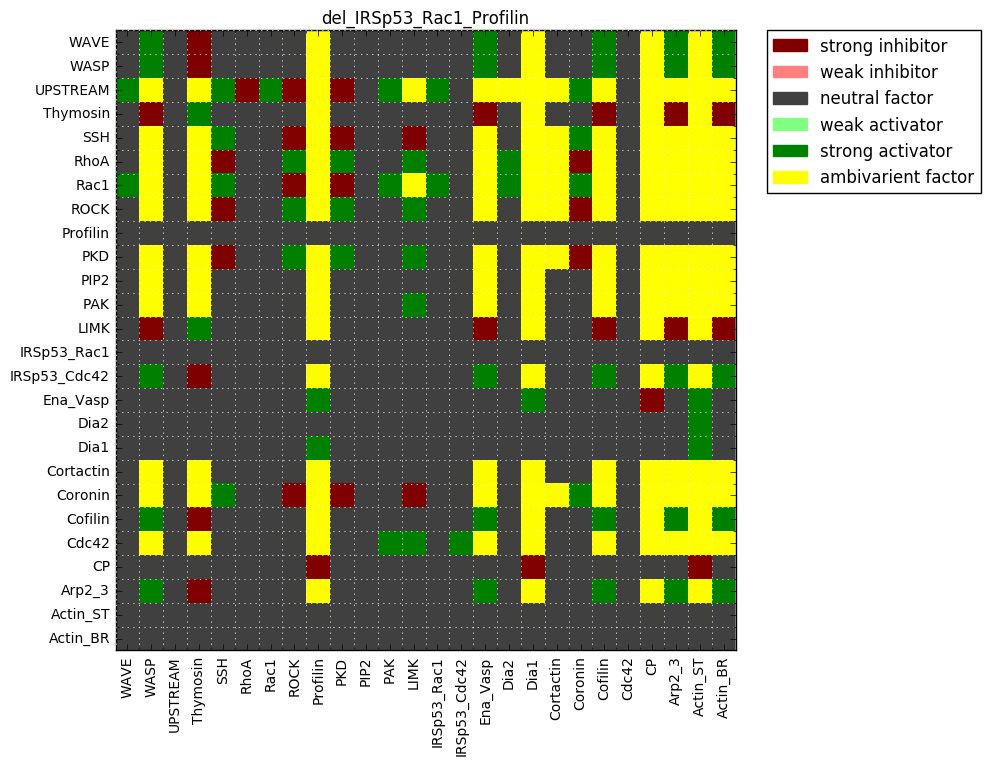 del_IRSp53_Rac1_Profilin
WAVE
WASP
UPSTREAM
Thymosin
SSH
RhoA
Rac1
ROCK
Profilin
PKD
PIP2
PAK
LIMK
IRSp53_Rac1
IRSp53_Cdc42
Ena_Vasp
Dia2
Dia1
Cortactin
Coronin
Cofilin
Cdc42
CP
Arp2_3
Actin_ST
Actin_BR
WAVE
WASP
UPSTREAM
Thymosin
SSH
RhoA
Rac1
ROCK
Profilin
PKD
PIP2
PAK
LIMK
IRSp53_Rac1
IRSp53_Cdc42
Ena_Vasp
Dia2
Dia1
Cortactin
Coronin
Cofilin
Cdc42
CP
Arp2_3
Actin_ST
Actin_BR
strong inhibitor
weak inhibitor
neutral factor
weak activator
strong activator
ambivarient factor